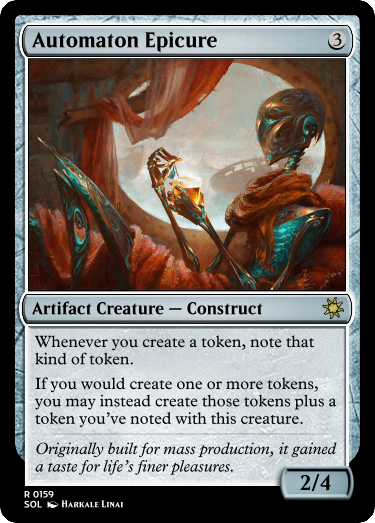 Automaton Epicure 3
Artifact Creature — Construct
Whenever you create a token, note that
kind of token.
If you would create one or more tokens,
you may instead create those tokens plus a
token you've noted with this creature.
Originally built for mass production, it gained
a taste for life's finer pleasures.
2/4
R 0159
SOL Harkale Linai